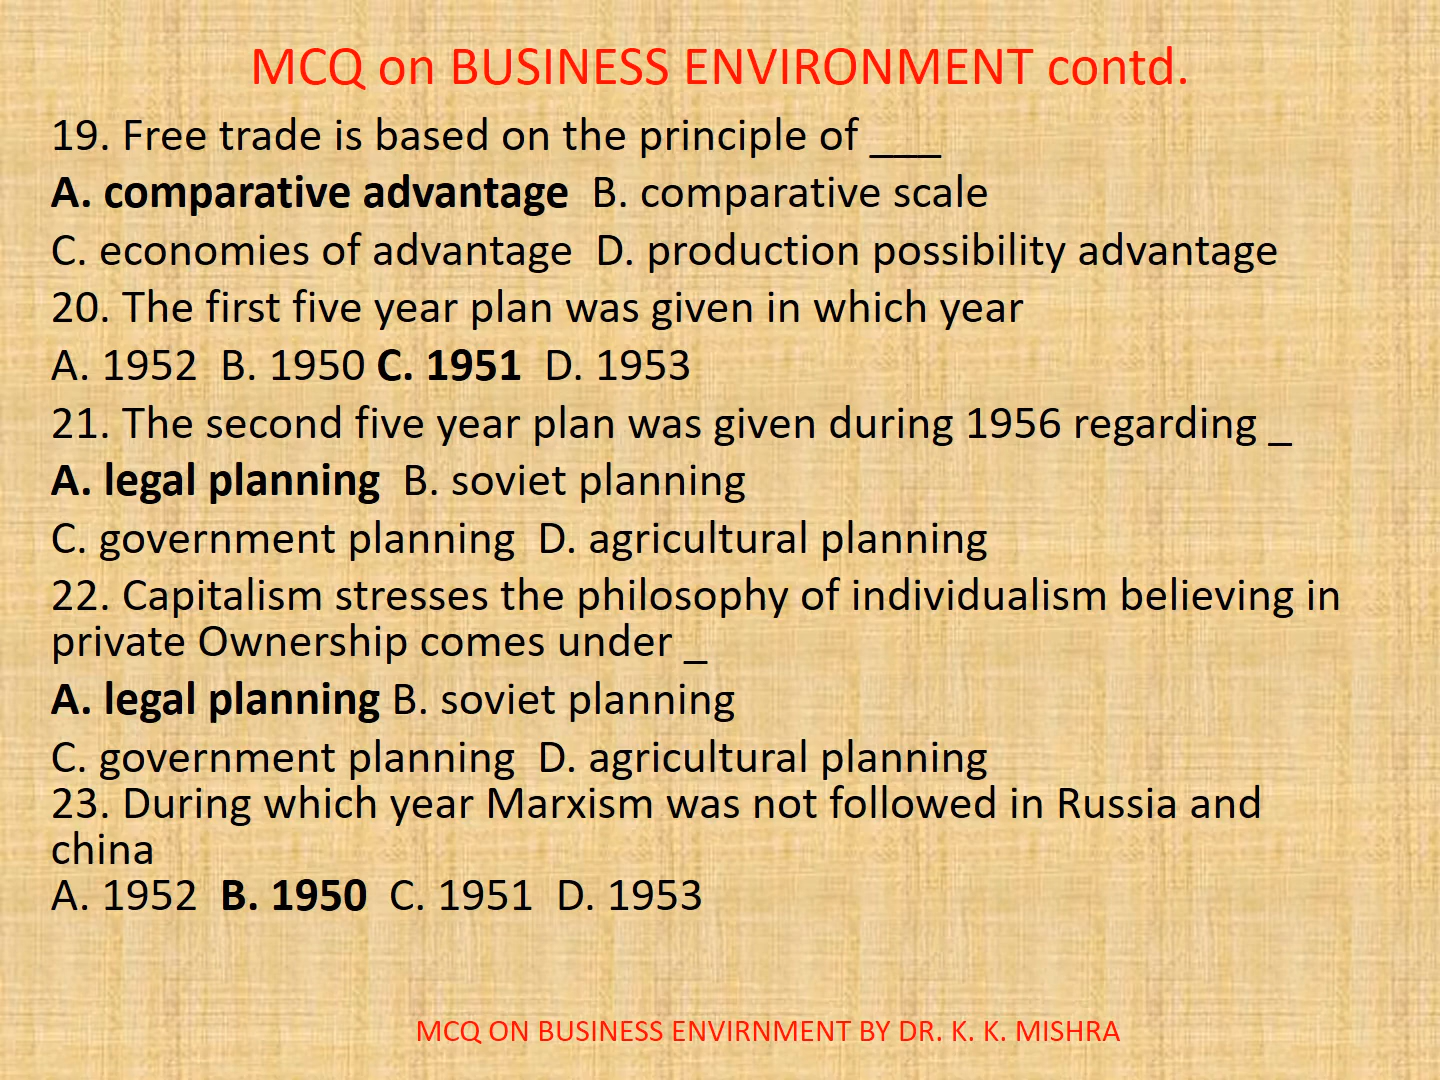 MCQ on BUSINESS ENVIRONMENT contd.
19. Free trade is based on the principle of ___
A. comparative advantage  B. comparative scale
C. economies of advantage  D. production possibility advantage
20. The first five year plan was given in which year
A. 1952  B. 1950 C. 1951  D. 1953
21. The second five year plan was given during 1956 regarding _
A. legal planning  B. soviet planning
C. government planning  D. agricultural planning
22. Capitalism stresses the philosophy of individualism believing in
private Ownership comes under _
A. legal planning B. soviet planning
C. government planning  D. agricultural planning
23. During which year Marxism was not followed in Russia and
china
A. 1952  B. 1950  C. 1951  D. 1953
MCQ ON BUSINESS ENVIRNMENT BY DR. K. K. MISHRA